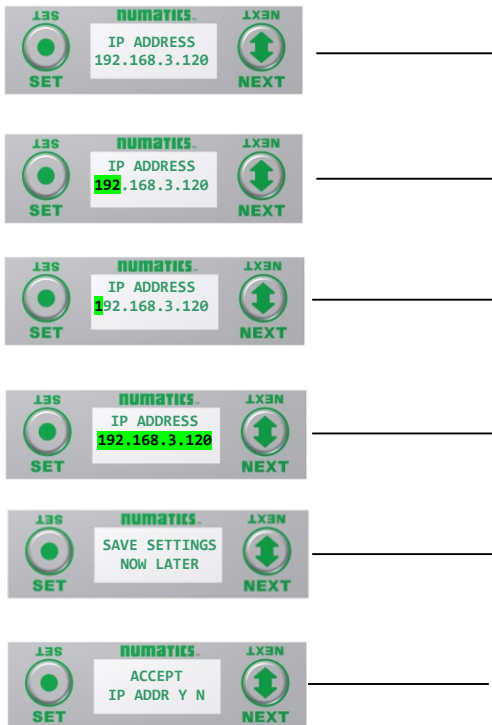 SET numatics NEXT
IP ADDRESS
192.168.3.120
SET NEXT
SET numatics NEXT
IP ADDRESS
192.168.3.120
SET NEXT
SET numatics NEXT
IP ADDRESS
192.168.3.120
SET NEXT
SET numatics NEXT
IP ADDRESS
192.168.3.120
SET NEXT
SET numatics NEXT
SAVE SETTINGS
NOW LATER
SET NEXT
SET numatics NEXT
ACCEPT
IP ADDR Y N
SET NEXT